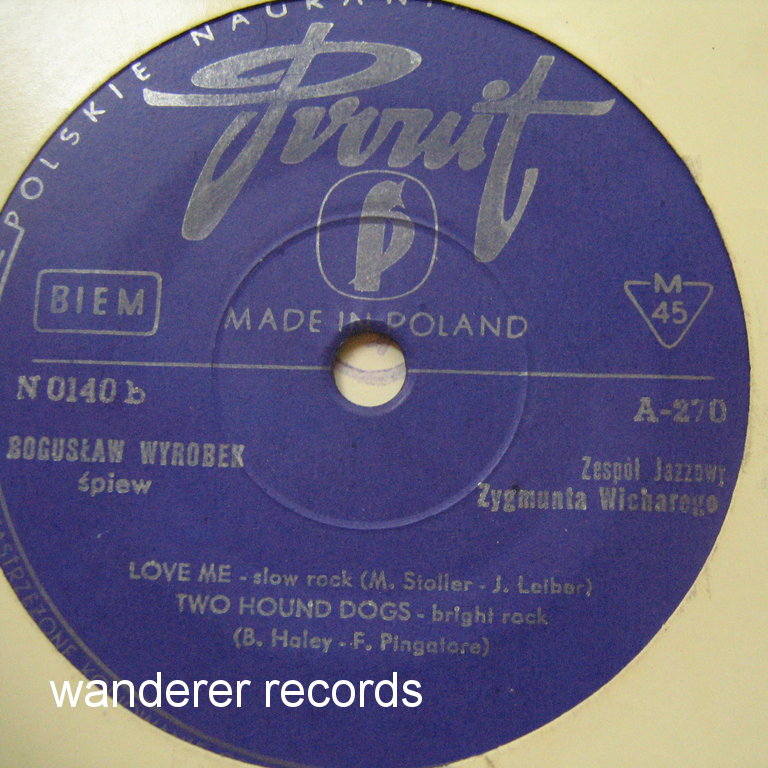 POLSKIE NAGRANIA
Pronit
BIEM
MADE IN POLAND
M
45
N 0140 b
A-270
BOGUSŁAW WYROBEK
śpiew
Zespół Jazzowy
Zygmunta Wicharego
LOVE ME - slow rock (M. Stoller - J. Leiber)
TWO HOUND DOGS - bright rock
(B. Haley - F. Pingatore)
wanderer records